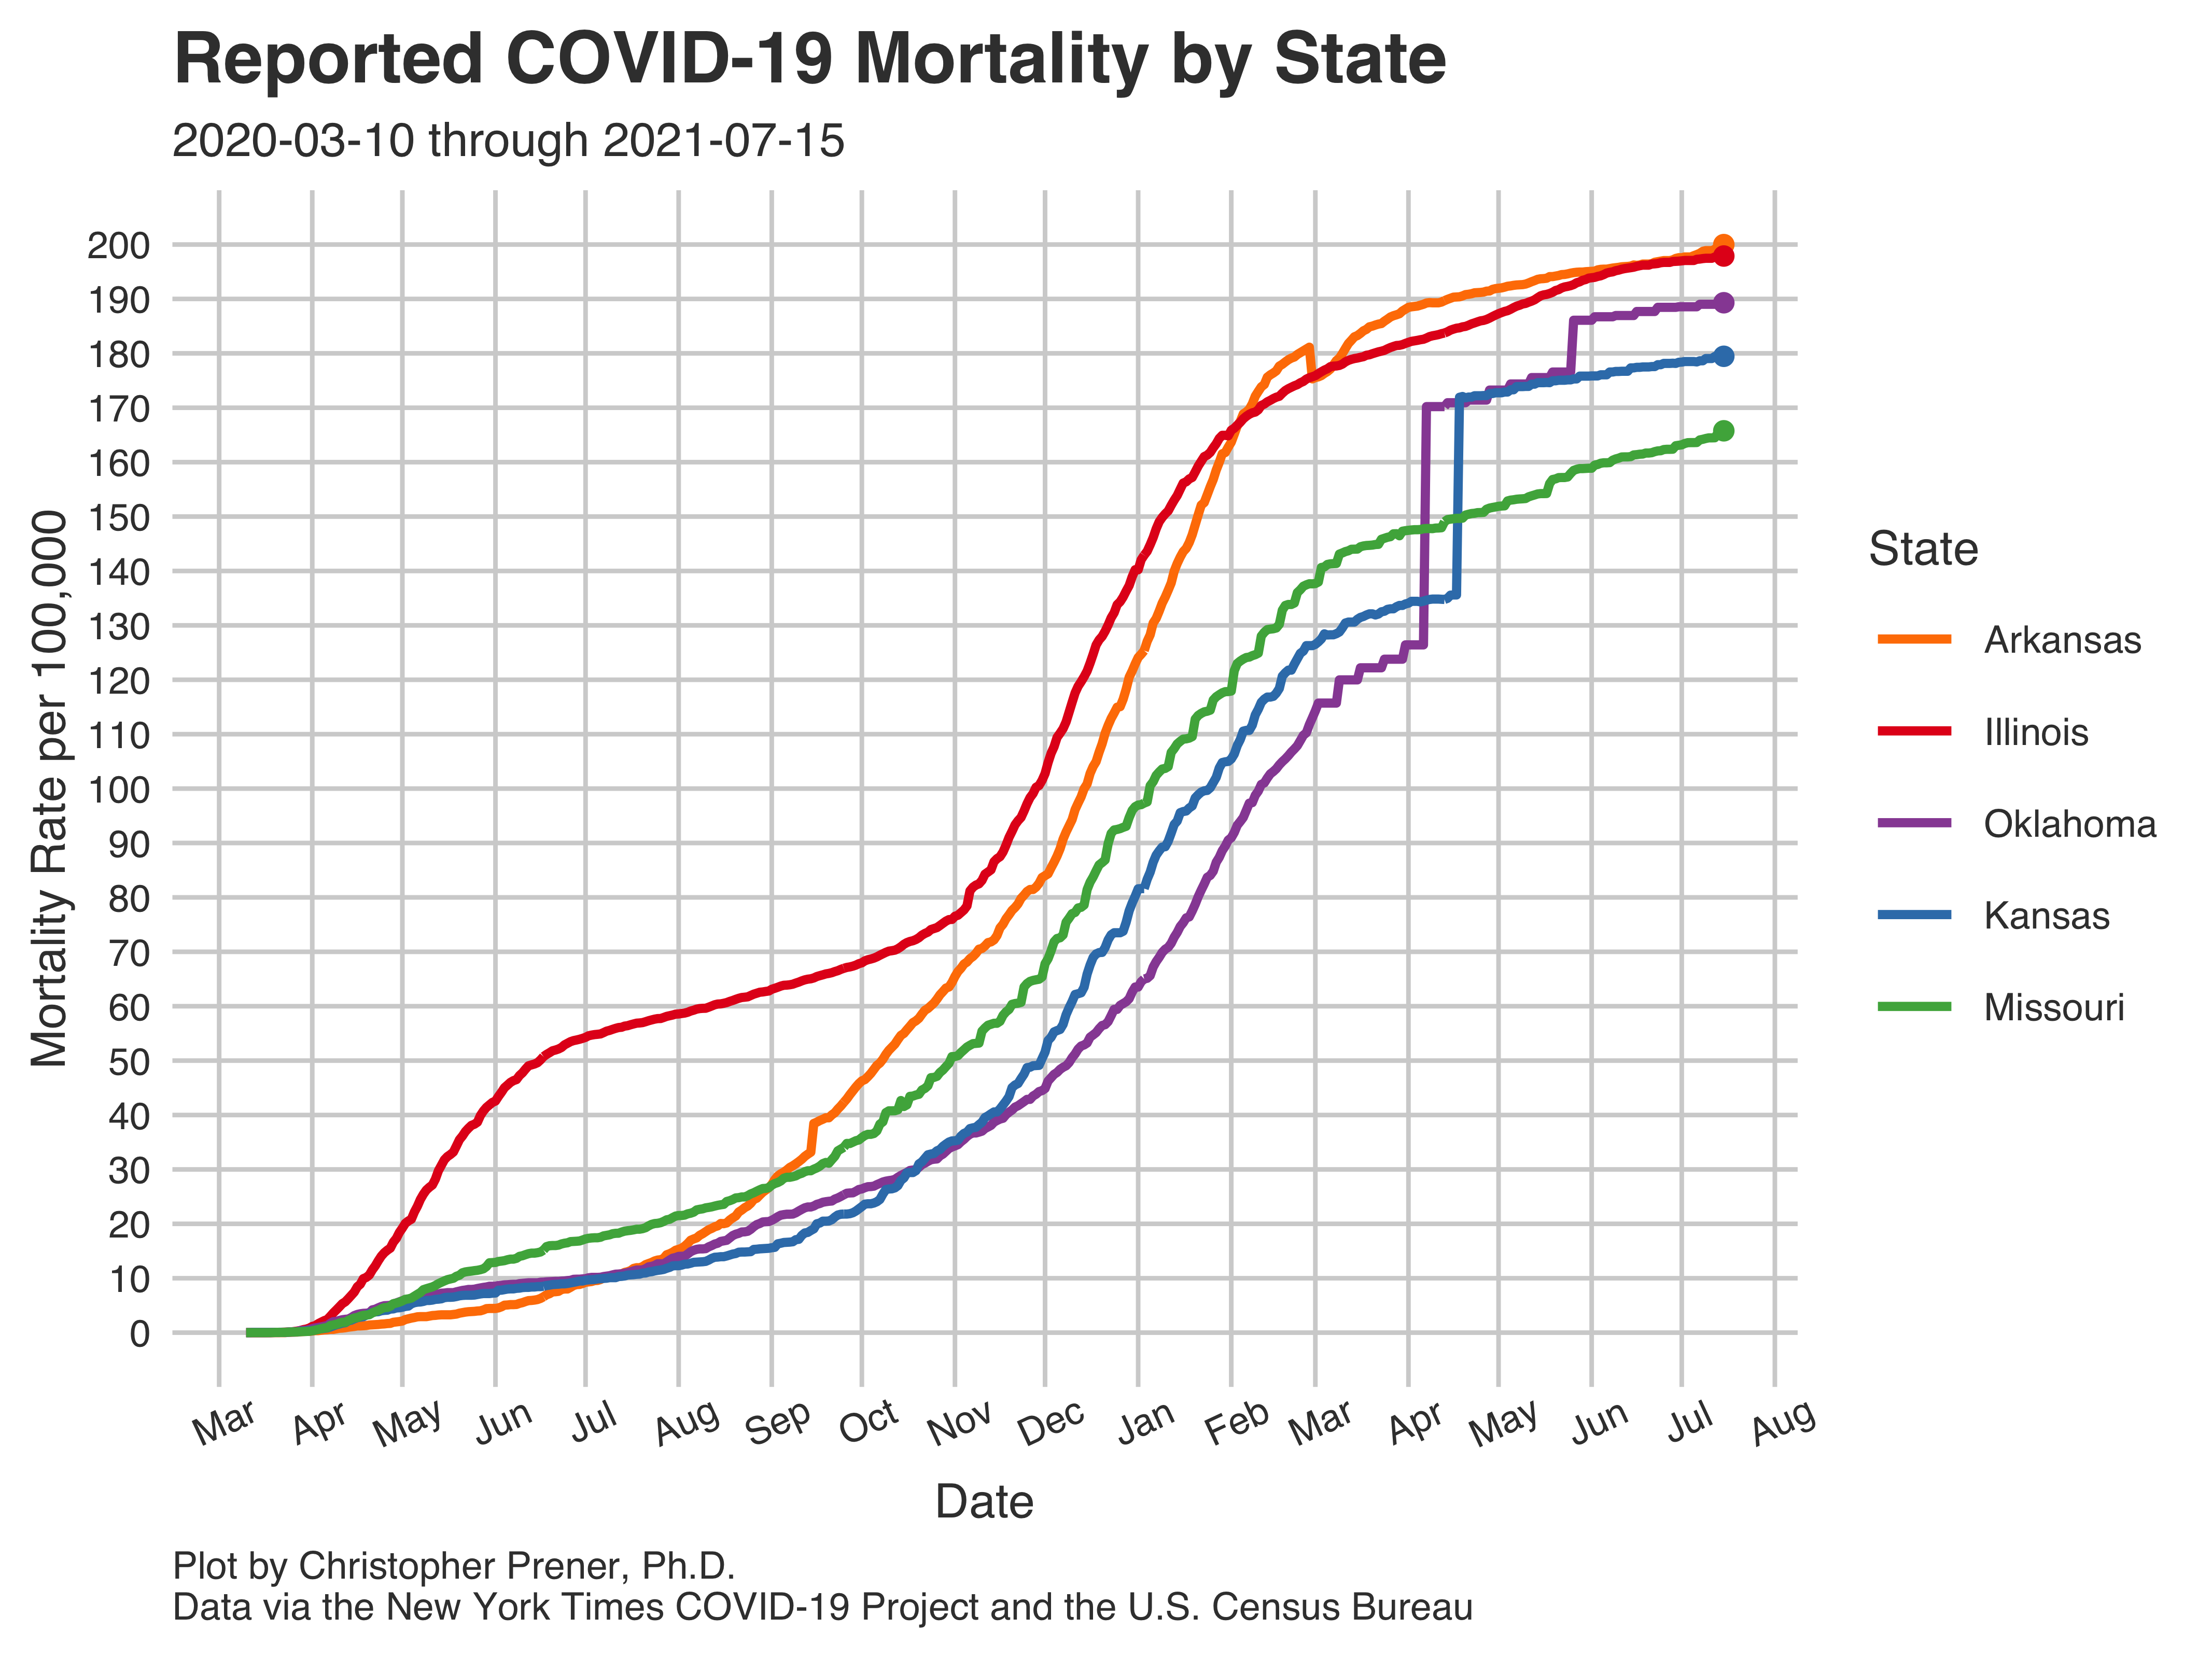 Reported COVID-19 Mortality by State
2020-03-10 through 2021-07-15
Mortality Rate per 100,000
200
190
180
170
160
150
140
130
120
110
100
90
80
70
60
50
40
30
20
10
0
Mar Apr May Jun Jul Aug Sep Oct Nov Dec Jan Feb Mar Apr May Jun Jul Aug
Date
State
Arkansas
Illinois
Oklahoma
Kansas
Missouri
Plot by Christopher Prener, Ph.D.
Data via the New York Times COVID-19 Project and the U.S. Census Bureau